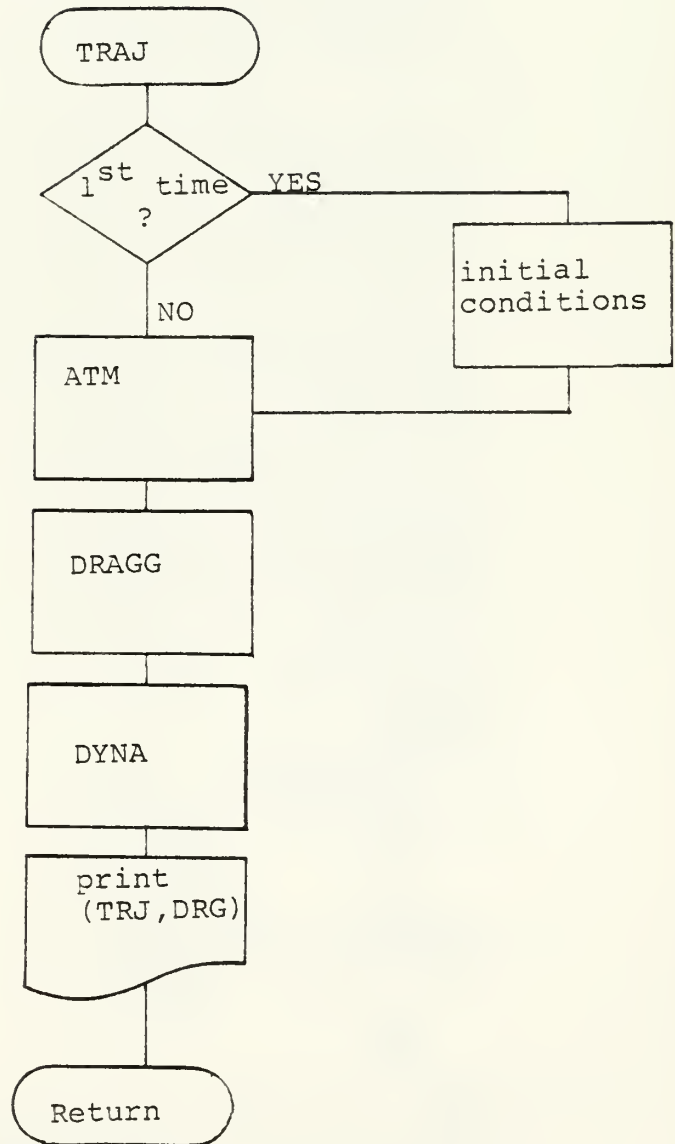 TRAJ
1st time
?
YES
initial
conditions
NO
ATM
DRAGG
DYNA
print
(TRJ,DRG)
Return